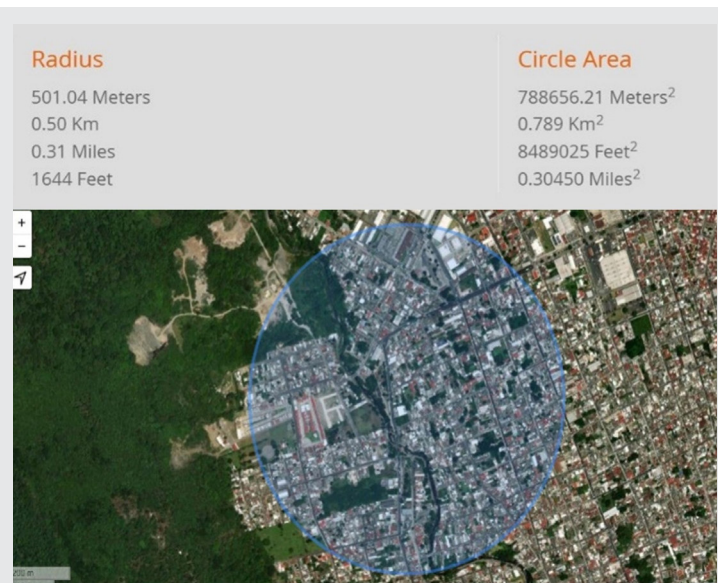 Radius
501.04 Meters
0.50 Km
0.31 Miles
1644 Feet
Circle Area
788656.21 Meters²
0.789 Km²
8489025 Feet²
0.30450 Miles²
+
−
200 m